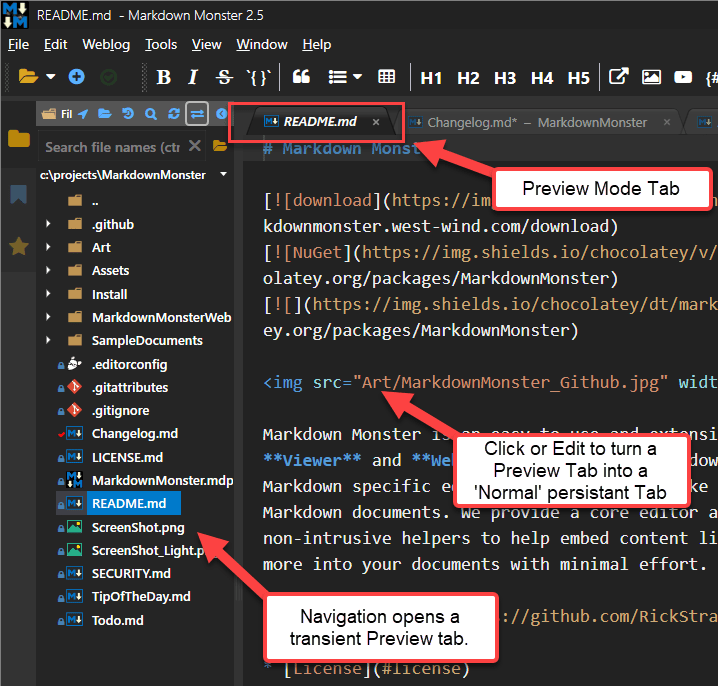 README.md - Markdown Monster 2.5
File Edit Weblog Tools View Window Help
B I S `{}` H1 H2 H3 H4 H5 {#
Fil
README.md × Changelog.md* – MarkdownMonster ×
Search file names (ctr
# Markdown Monst
Preview Mode Tab
c:\projects\MarkdownMonster
..
.github
Art
Assets
Install
MarkdownMonsterWeb
SampleDocuments
.editorconfig
.gitattributes
.gitignore
Changelog.md
LICENSE.md
MarkdownMonster.mdp
README.md
ScreenShot.png
ScreenShot_Light.p
SECURITY.md
TipOfTheDay.md
Todo.md
[![download](https://img
kdownmonster.west-wind.com/download)
[![NuGet](https://img.shields.io/chocolatey/v/
olatey.org/packages/MarkdownMonster)
[![](https://img.shields.io/chocolatey/dt/mark
ey.org/packages/MarkdownMonster)
<img src="Art/MarkdownMonster_Github.jpg" widt
Markdown Monster is an easy to use and extensi
**Viewer** and **We
Markdown specific e
Markdown documents. We provide a core editor a
non-intrusive helpers to help embed content li
more into your documents with minimal effort.
://github.com/RickStra
* [License](#license)
Click or Edit to turn a
Preview Tab into a
'Normal' persistant Tab
Navigation opens a
transient Preview tab.